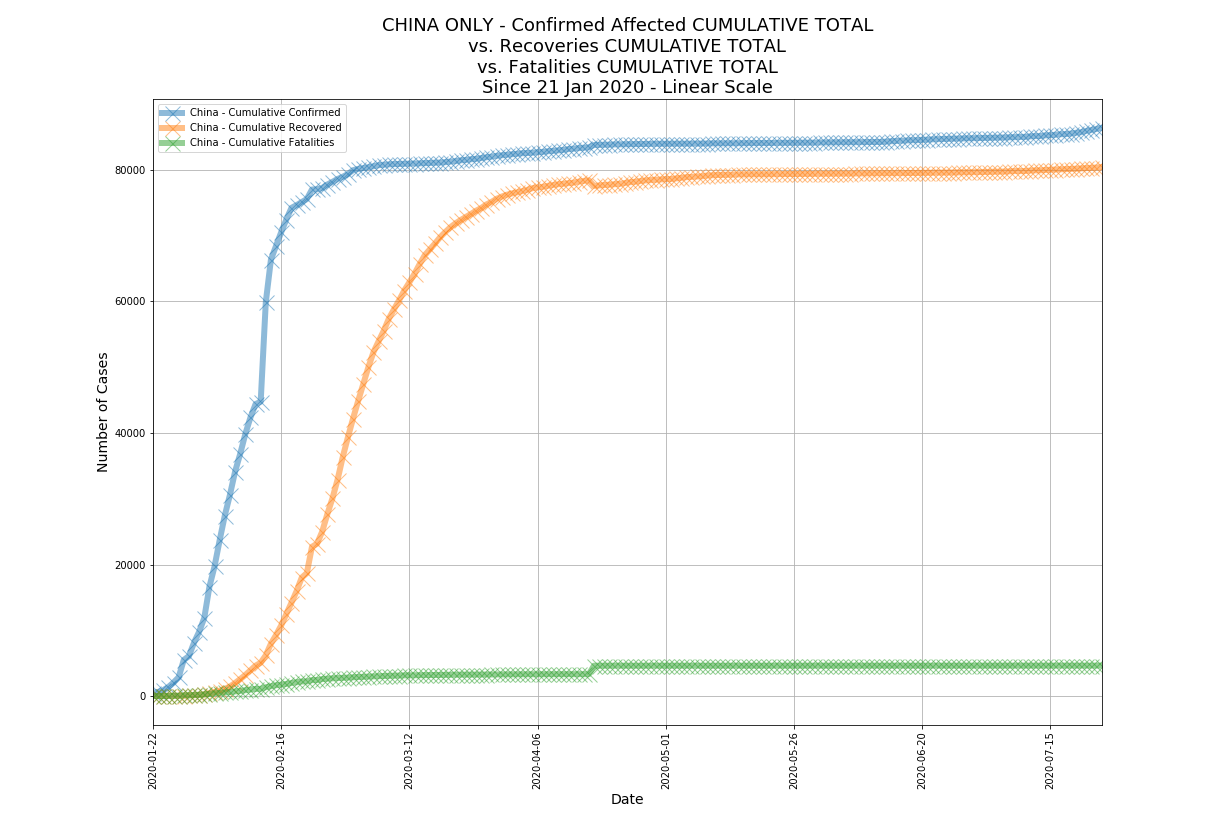 CHINA ONLY - Confirmed Affected CUMULATIVE TOTAL
vs. Recoveries CUMULATIVE TOTAL
vs. Fatalities CUMULATIVE TOTAL
Since 21 Jan 2020 - Linear Scale
China - Cumulative Confirmed
China - Cumulative Recovered
China - Cumulative Fatalities
Number of Cases
80000
60000
40000
20000
0
2020-01-22
2020-02-16
2020-03-12
2020-04-06
2020-05-01
2020-05-26
2020-06-20
2020-07-15
Date